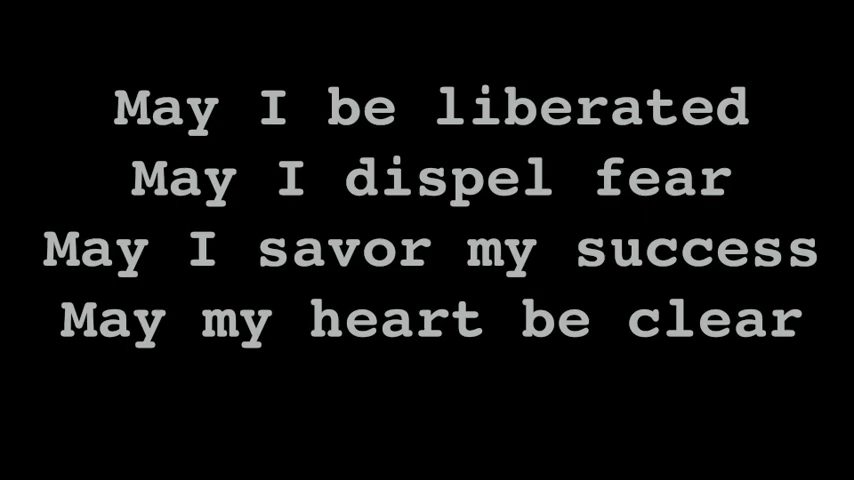 May I be liberated
May I dispel fear
May I savor my success
May my heart be clear